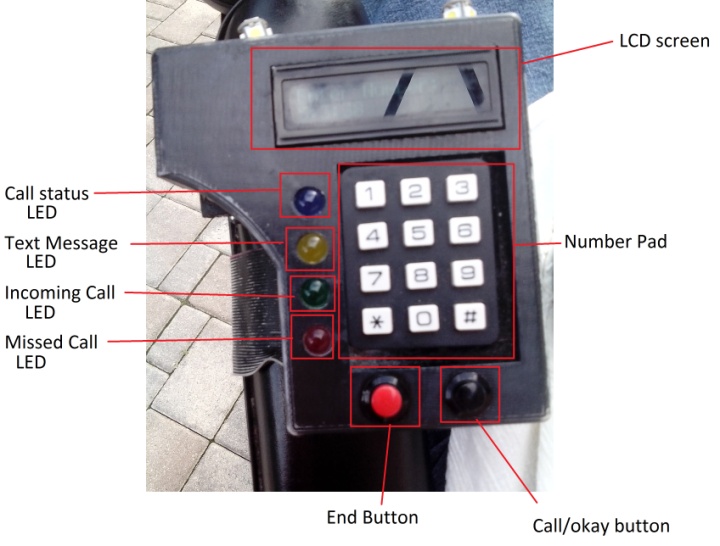 LCD screen
Call status
LED
Text Message
LED
Incoming Call
LED
Missed Call
LED
1 2 3
4 5 6
7 8 9
* 0 #
Number Pad
End Button
Call/okay button